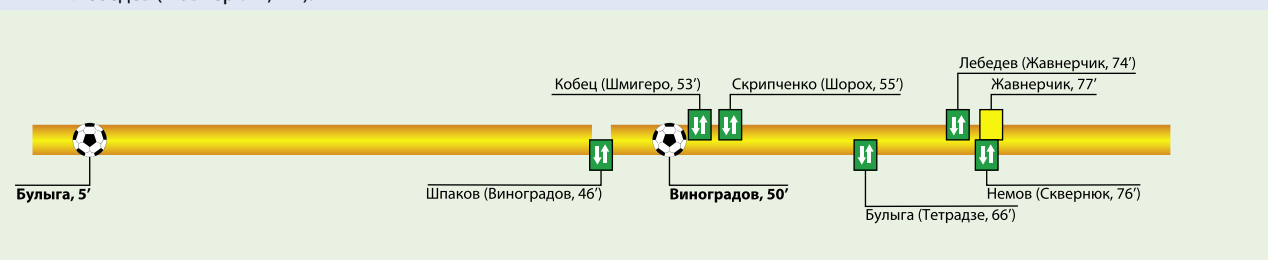 Лебедев (Жавнерчик, 74’)
Кобец (Шмигеро, 53’)
Скрипченко (Шорох, 55’)
Жавнерчик, 77’
Булыга, 5’
Шпаков (Виноградов, 46’)
Виноградов, 50’
Немов (Сквернюк, 76’)
Булыга (Тетрадзе, 66’)